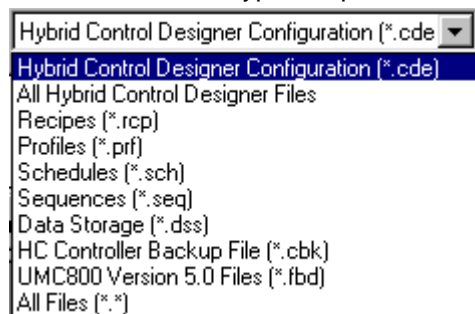 Hybrid Control Designer Configuration (*.cde
Hybrid Control Designer Configuration (*.cde)
All Hybrid Control Designer Files
Recipes (*.rcp)
Profiles (*.prf)
Schedules (*.sch)
Sequences (*.seq)
Data Storage (*.dss)
HC Controller Backup File (*.cbk)
UMC800 Version 5.0 Files (*.fbd)
All Files (*.*)